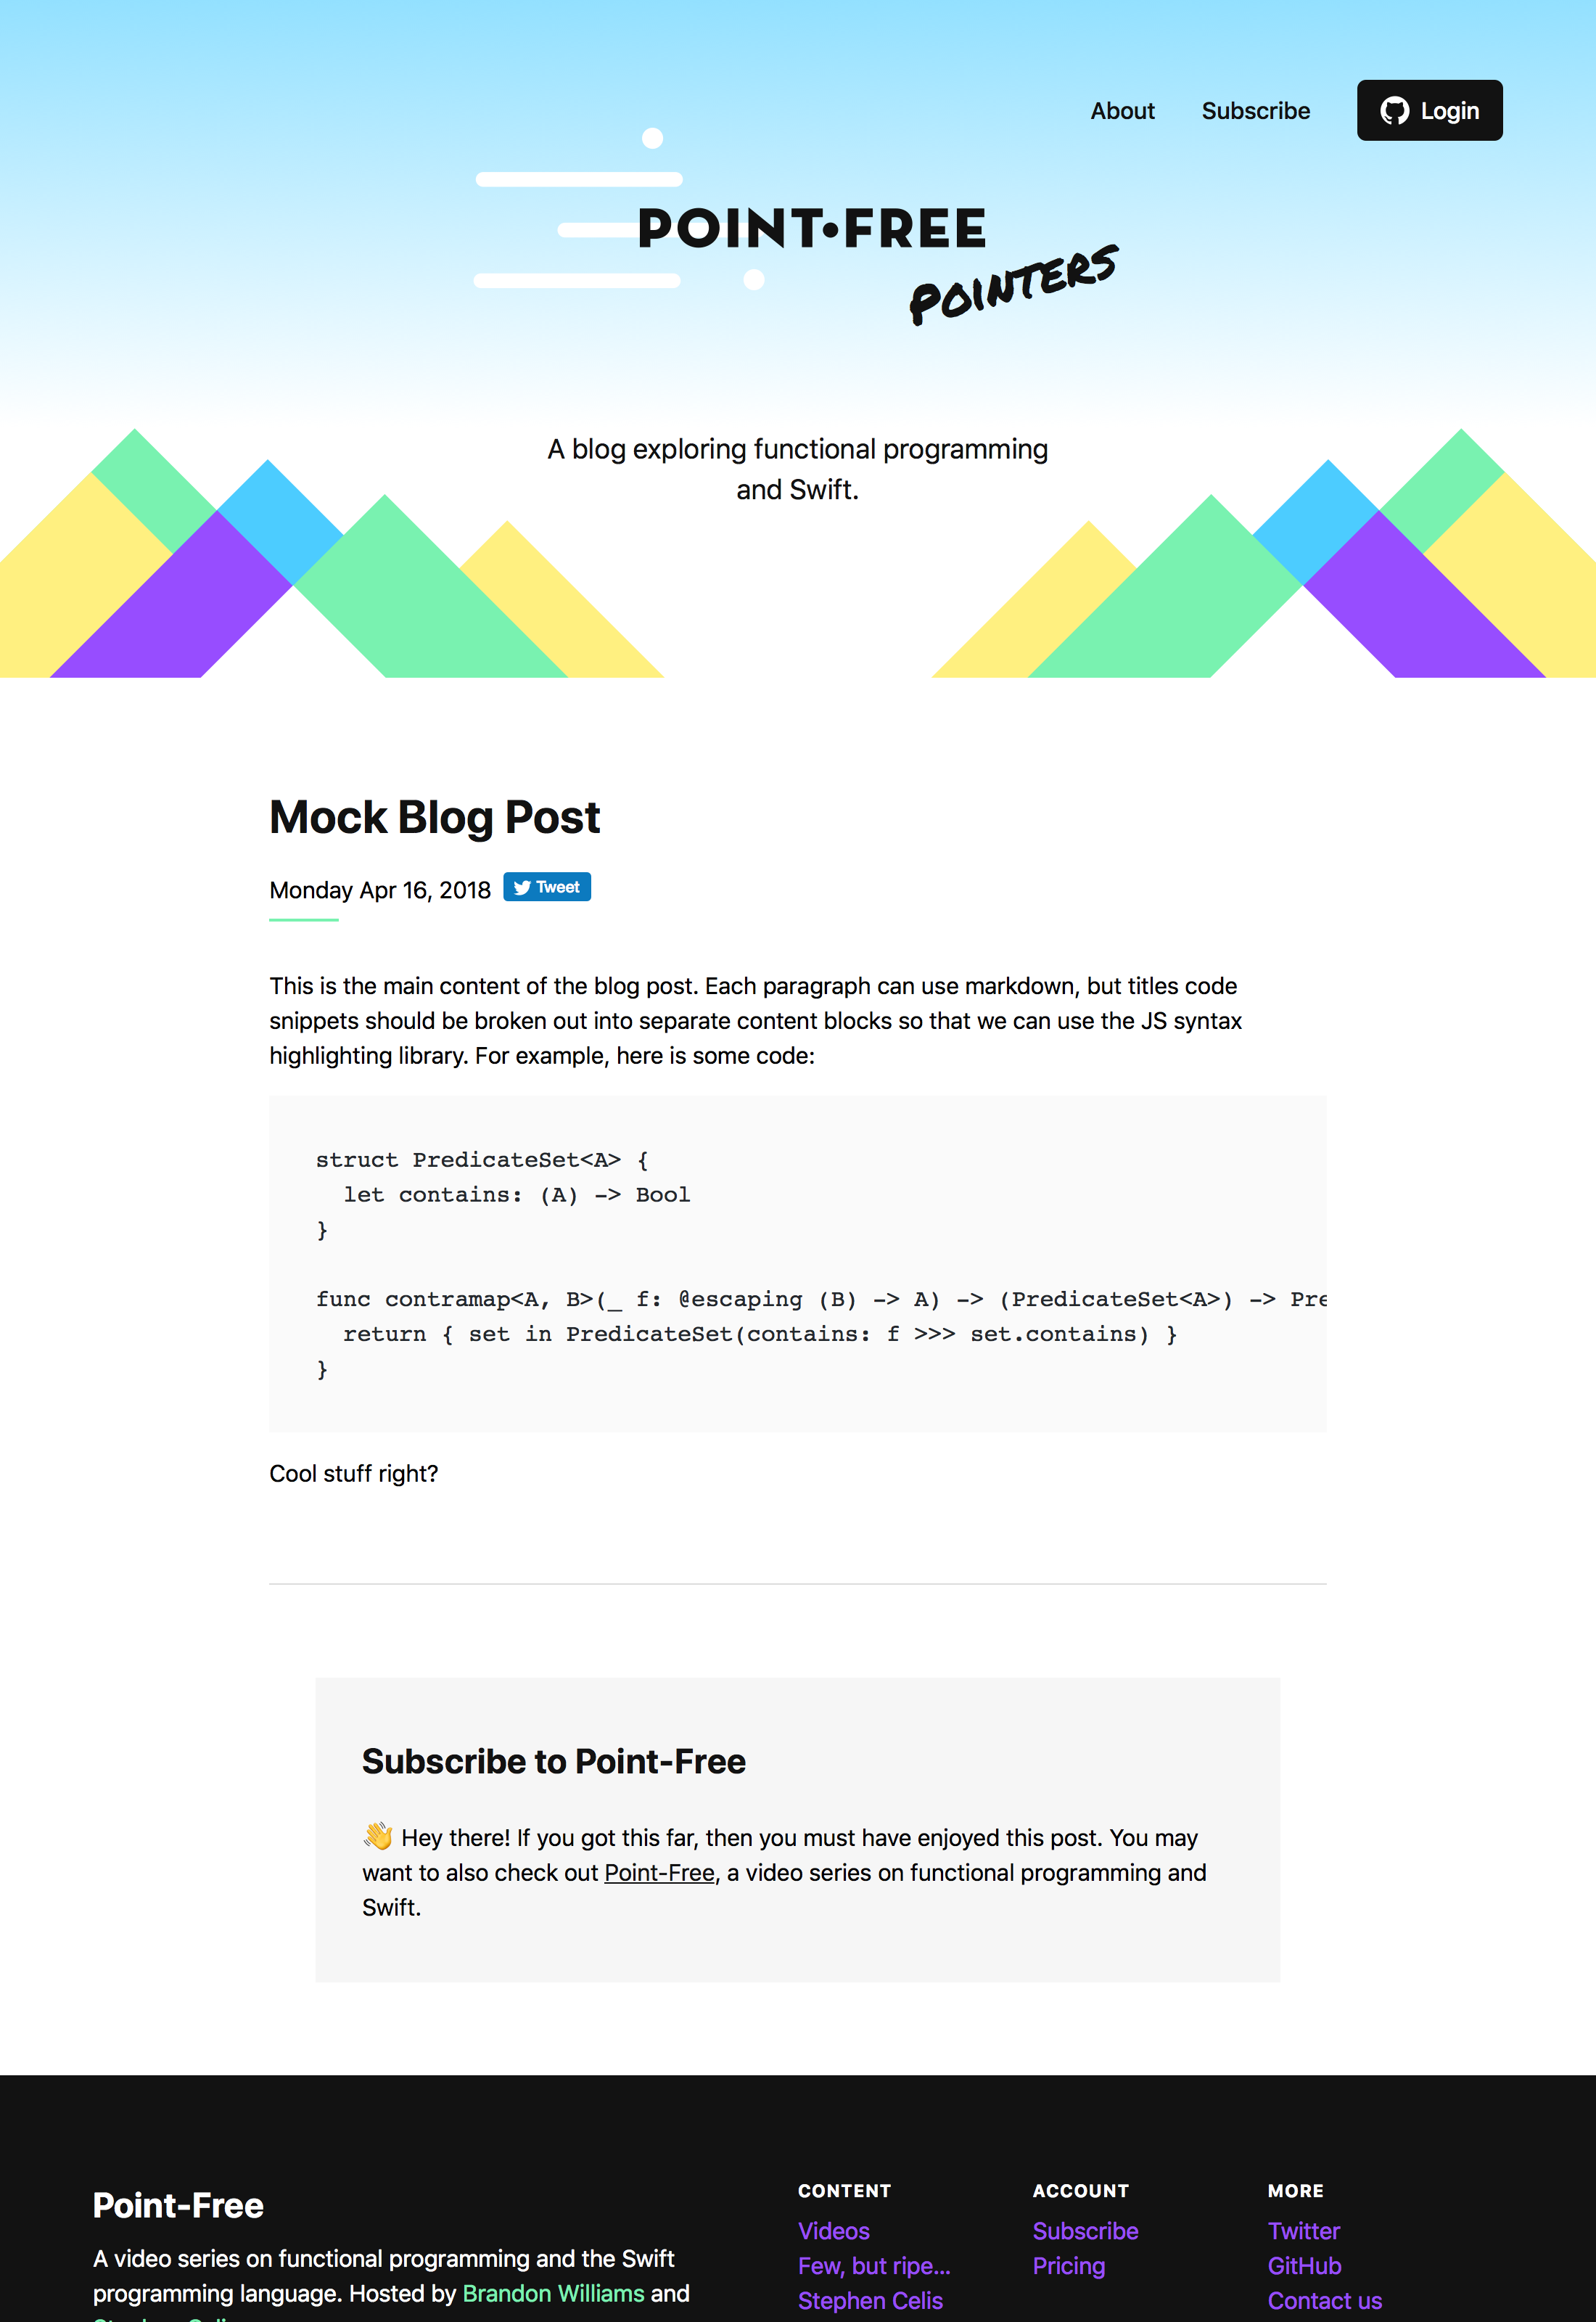 About Subscribe Login
POINT•FREE
POINTERS
A blog exploring functional programming
and Swift.
Mock Blog Post
Monday Apr 16, 2018 Tweet
This is the main content of the blog post. Each paragraph can use markdown, but titles code
snippets should be broken out into separate content blocks so that we can use the JS syntax
highlighting library. For example, here is some code:
struct PredicateSet<A> {
  let contains: (A) -> Bool
}
func contramap<A, B>(_ f: @escaping (B) -> A) -> (PredicateSet<A>) -> Pre
  return { set in PredicateSet(contains: f >>> set.contains) }
}
Cool stuff right?
Subscribe to Point-Free
👋 Hey there! If you got this far, then you must have enjoyed this post. You may
want to also check out Point-Free, a video series on functional programming and
Swift.
Point-Free
A video series on functional programming and the Swift
programming language. Hosted by Brandon Williams and
CONTENT
Videos
Few, but ripe...
Stephen Celis
ACCOUNT
Subscribe
Pricing
MORE
Twitter
GitHub
Contact us